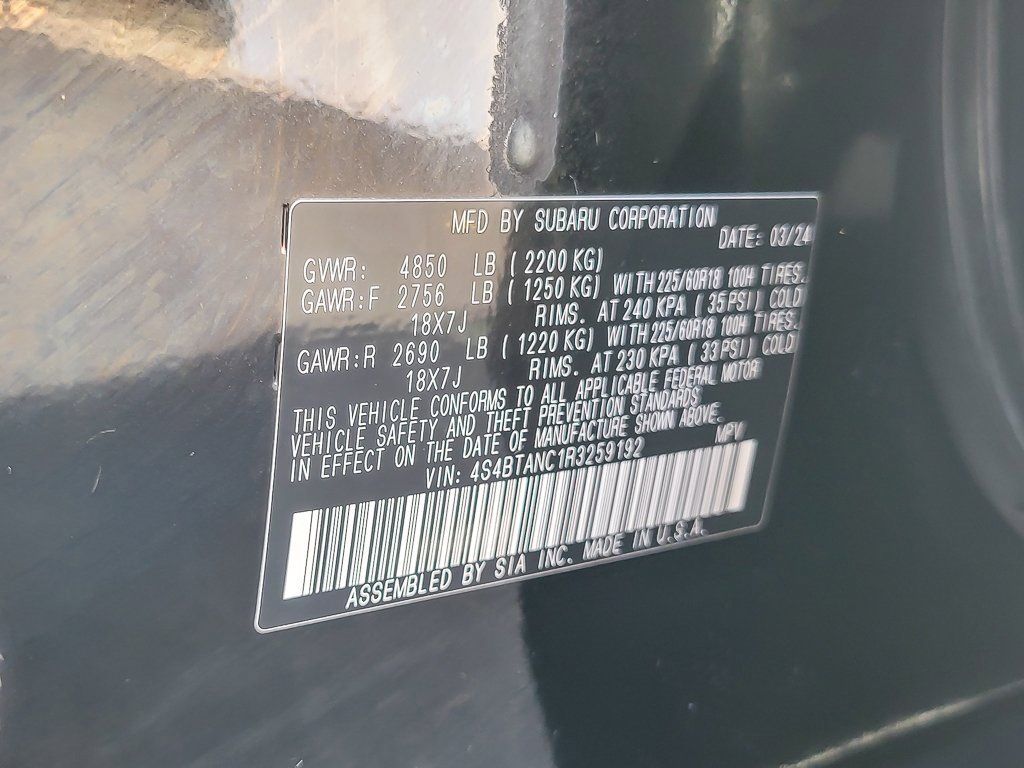 MFD BY SUBARU CORPORATION
DATE: 03/24
GVWR: 4850 LB ( 2200 KG)
GAWR:F 2756 LB ( 1250 KG) WITH 225/60R18 100H TIRES.
18X7J RIMS. AT 240 KPA ( 35PSI) COLD
GAWR:R 2690 LB ( 1220 KG) WITH 225/60R18 100H TIRES.
18X7J RIMS. AT 230 KPA ( 33PSI) COLD
THIS VEHICLE CONFORMS TO ALL APPLICABLE FEDERAL MOTOR
VEHICLE SAFETY AND THEFT PREVENTION STANDARDS
IN EFFECT ON THE DATE OF MANUFACTURE SHOWN ABOVE.
VIN: 4S4BTANC1R3259192 MPV
ASSEMBLED BY SIA INC. MADE IN U.S.A.